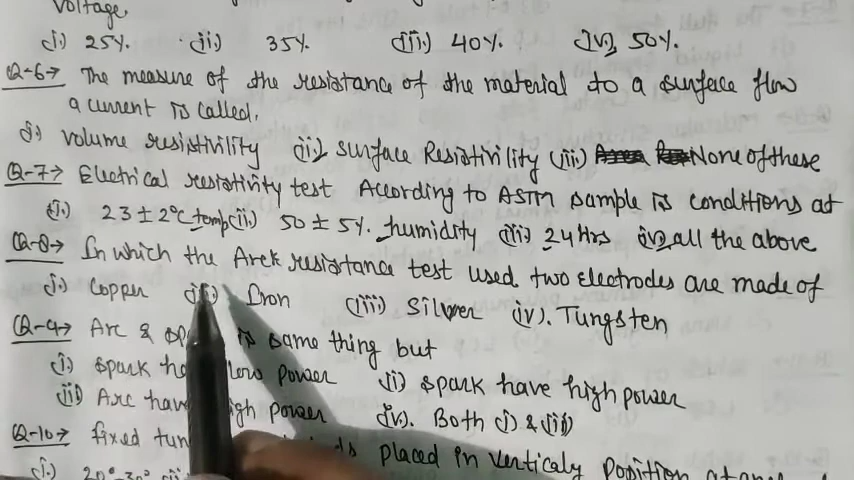 voltage
(i) 25%. (ii) 35%. (iii) 40%. (iv) 50%.
Q-6→ The measure of the resistance of the material to a surface flow
a current is called,
(i) volume resistivility (ii) Surface Resistivility (iii) None of these
Q-7→ Electrical resistivity test According to ASTM sample is conditions at
(i) 23 ± 2°C temp (ii) 50 ± 5%. humidity (iii) 24 Hrs (iv) all the above
Q-8→ In which the Arck resistance test used two electrodes are made of
(i) Copper (ii) Iron (iii) Silver (iv). Tungsten
Q-9→ Arc & is same thing but
(i) spark low power (ii) spark have high power
(iii) Arc have high power (iv). Both (i) & (iii)
Q-10→ fixed placed in verticaly position
(i) 20°-30°